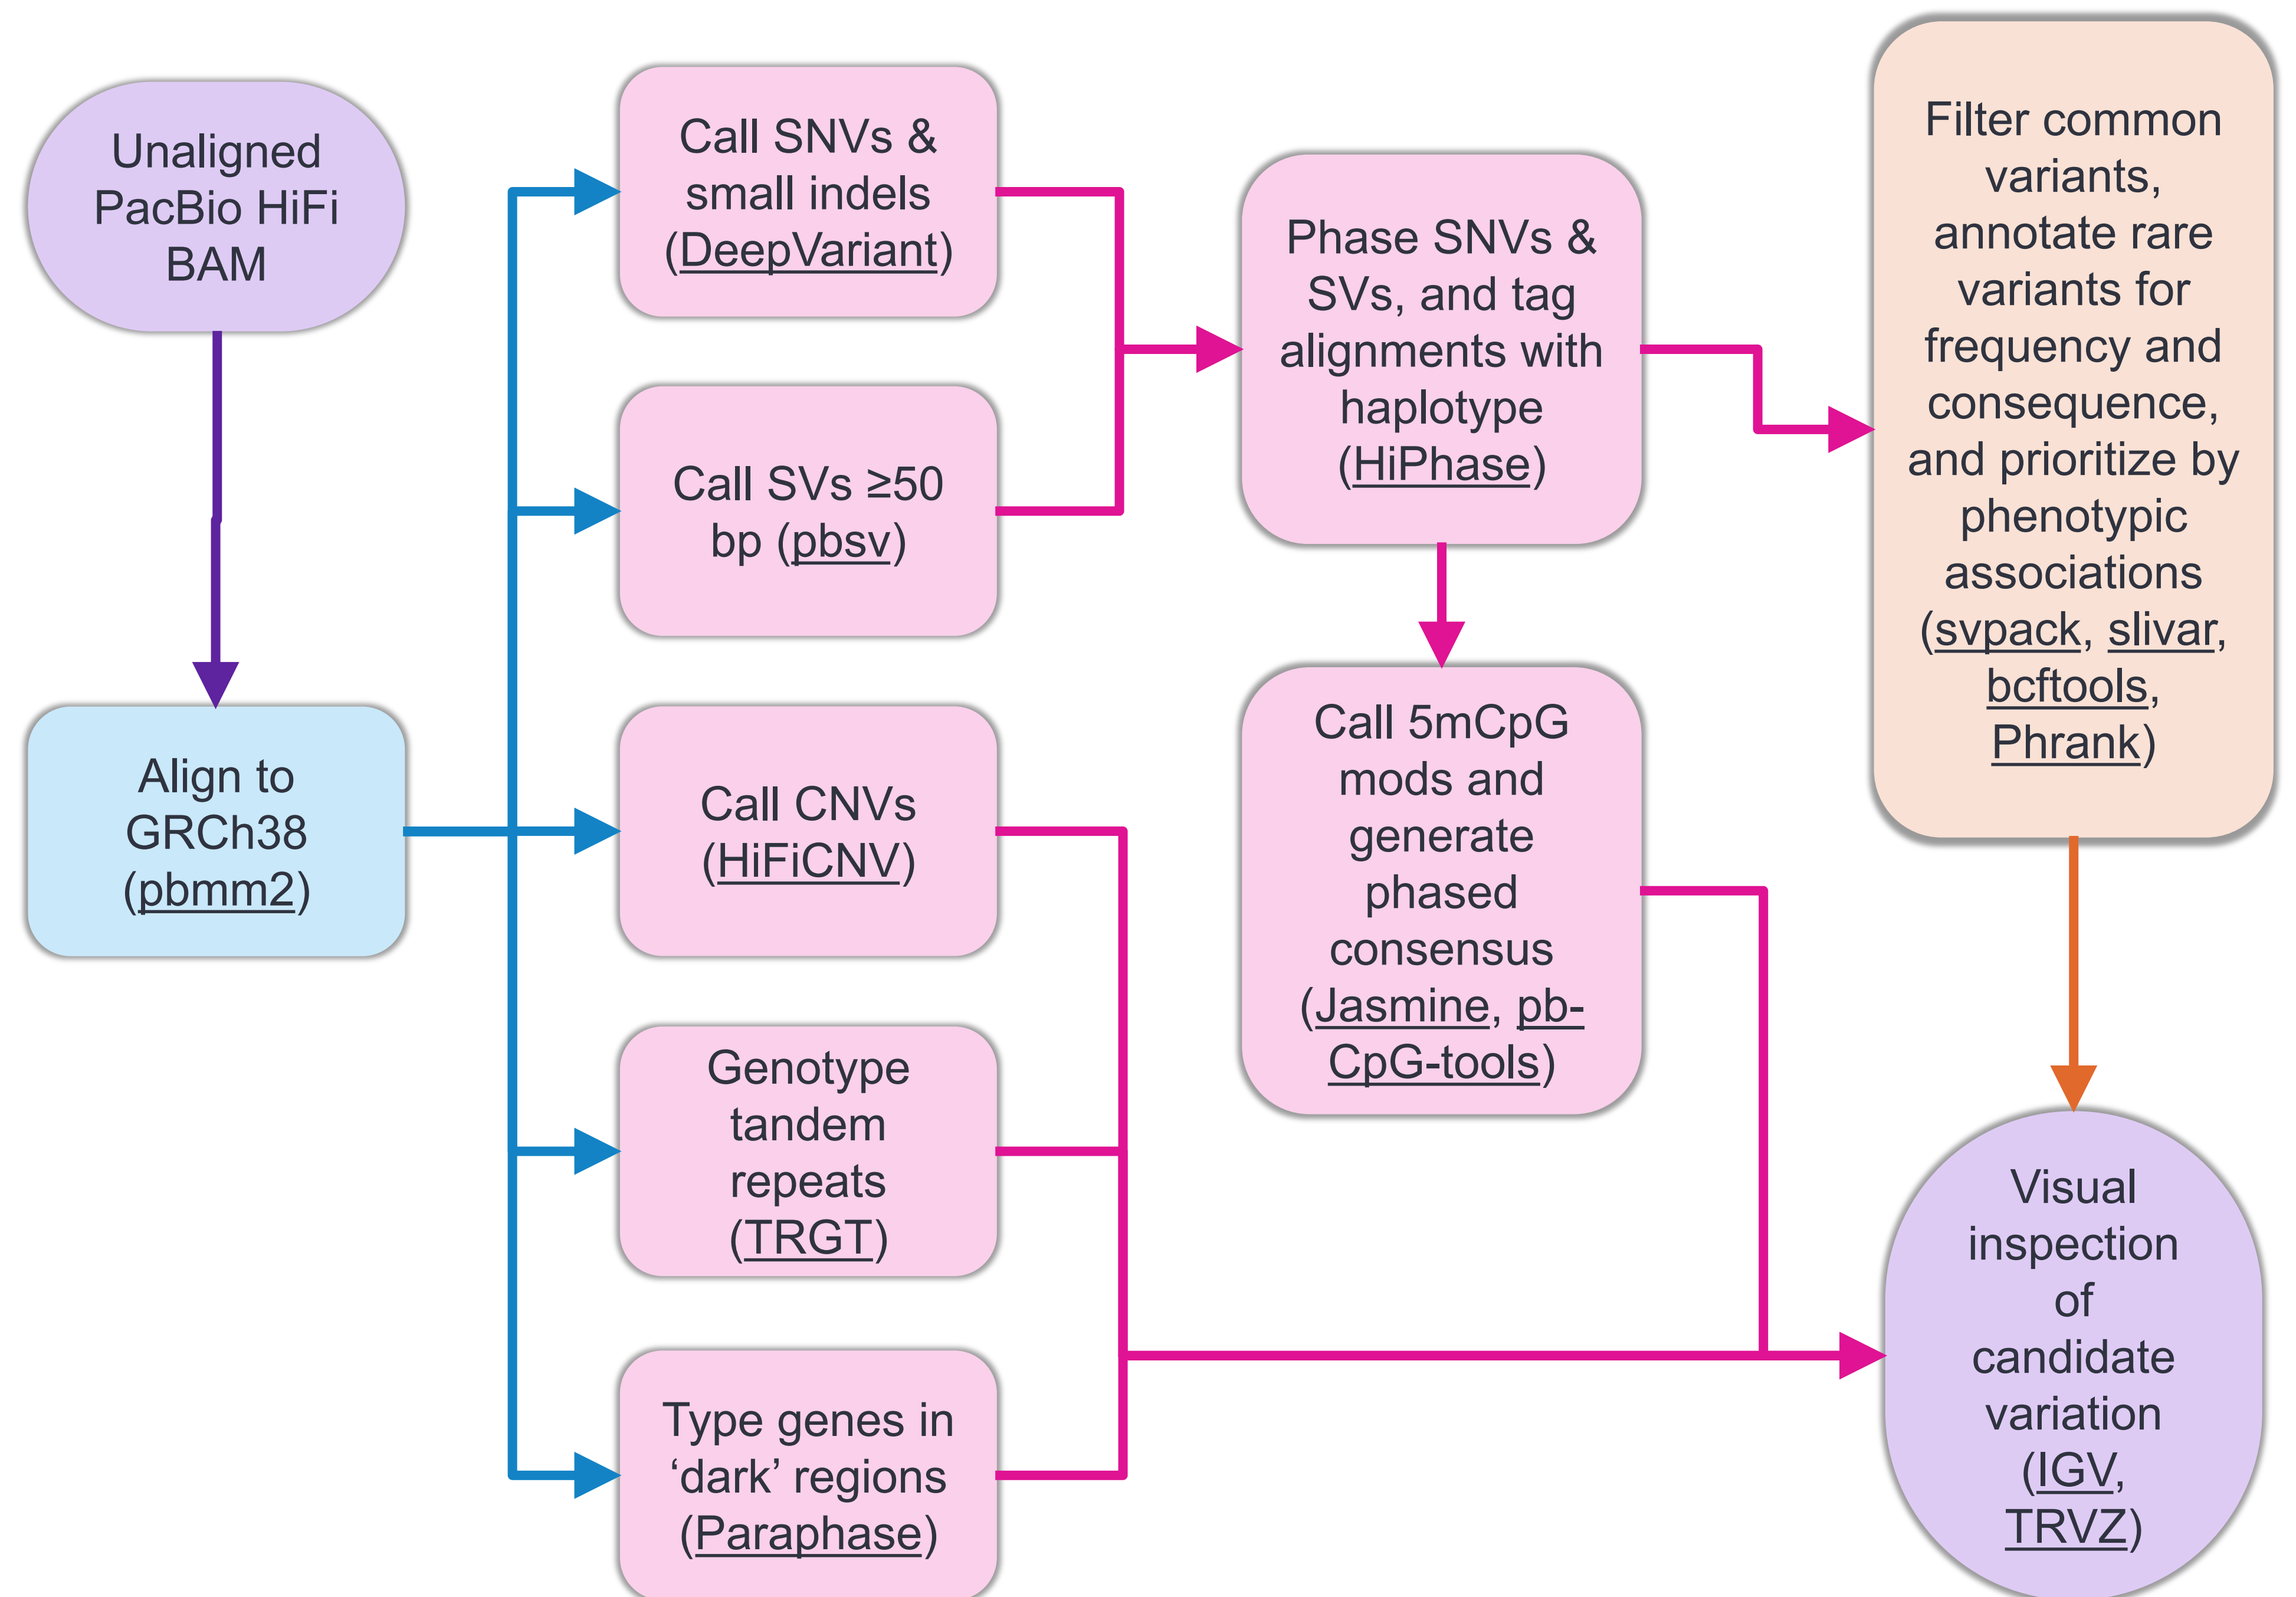 Unaligned
PacBio HiFi
BAM
Align to
GRCh38
(pbmm2)
Call SNVs &
small indels
(DeepVariant)
Call SVs ≥50
bp (pbsv)
Call CNVs
(HiFiCNV)
Genotype
tandem
repeats
(TRGT)
Type genes in
‘dark’ regions
(Paraphase)
Phase SNVs &
SVs, and tag
alignments with
haplotype
(HiPhase)
Call 5mCpG
mods and
generate
phased
consensus
(Jasmine, pb-
CpG-tools)
Filter common
variants,
annotate rare
variants for
frequency and
consequence,
and prioritize by
phenotypic
associations
(svpack, slivar,
bcftools,
Phrank)
Visual
inspection
of
candidate
variation
(IGV,
TRVZ)